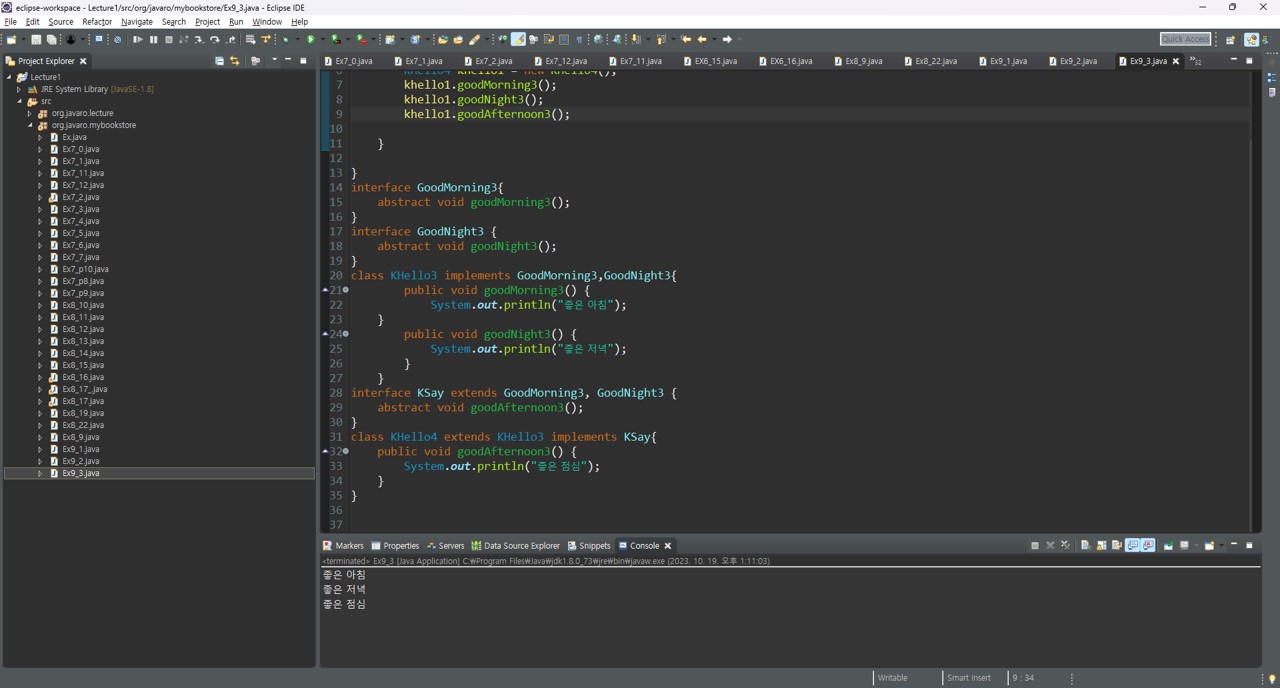 eclipse-workspace - Lecture1/src/org/javaro/mybookstore/Ex9_3.java - Eclipse IDE
File Edit Source Refactor Navigate Search Project Run Window Help
Quick Access
Project Explorer
Ex7_0.java Ex7_1.java Ex7_2.java Ex7_12.java Ex7_11.java EX6_15.java EX6_16.java Ex8_9.java Ex8_22.java Ex9_1.java Ex9_2.java Ex9_3.java
Lecture1
JRE System Library [JavaSE-1.8]
src
org.javaro.lecture
org.javaro.mybookstore
Ex.java
Ex7_0.java
Ex7_1.java
Ex7_11.java
Ex7_12.java
Ex7_2.java
Ex7_3.java
Ex7_4.java
Ex7_5.java
Ex7_6.java
Ex7_7.java
Ex7_p10.java
Ex7_p8.java
Ex7_p9.java
Ex8_10.java
Ex8_11.java
Ex8_12.java
Ex8_13.java
Ex8_14.java
Ex8_15.java
Ex8_16.java
Ex8_17_.java
Ex8_17.java
Ex8_19.java
Ex8_22.java
Ex8_9.java
Ex9_1.java
Ex9_2.java
Ex9_3.java
6 KHello4 khello1 = new KHello4();
7 khello1.goodMorning3();
8 khello1.goodNight3();
9 khello1.goodAfternoon3();
10
11 }
12
13 }
14 interface GoodMorning3{
15 abstract void goodMorning3();
16 }
17 interface GoodNight3 {
18 abstract void goodNight3();
19 }
20 class KHello3 implements GoodMorning3,GoodNight3{
21 public void goodMorning3() {
22 System.out.println("좋은 아침");
23 }
24 public void goodNight3() {
25 System.out.println("좋은 저녁");
26 }
27 }
28 interface KSay extends GoodMorning3, GoodNight3 {
29 abstract void goodAfternoon3();
30 }
31 class KHello4 extends KHello3 implements KSay{
32 public void goodAfternoon3() {
33 System.out.println("좋은 점심");
34 }
35 }
36
37
Markers Properties Servers Data Source Explorer Snippets Console
<terminated> Ex9_3 [Java Application] C:₩Program Files₩Java₩jdk1.8.0_73₩jre₩bin₩javaw.exe (2023. 10. 19. 오후 1:11:03)
좋은 아침
좋은 저녁
좋은 점심
Writable Smart Insert 9 : 34